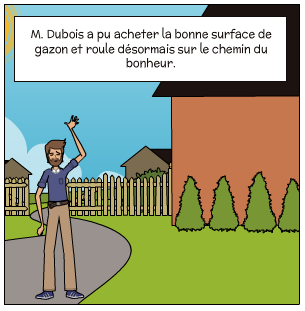 M. Dubois a pu acheter la bonne surface de
gazon et roule désormais sur le chemin du
bonheur.